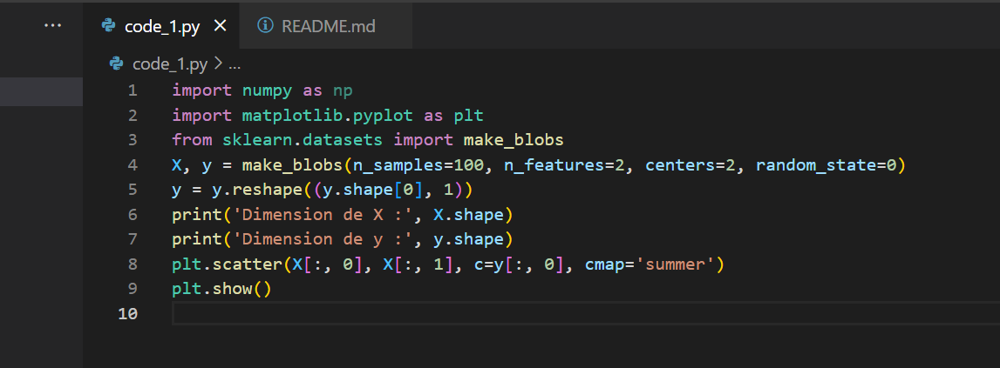 ... code_1.py × README.md
code_1.py > ...
1 import numpy as np
2 import matplotlib.pyplot as plt
3 from sklearn.datasets import make_blobs
4 X, y = make_blobs(n_samples=100, n_features=2, centers=2, random_state=0)
5 y = y.reshape((y.shape[0], 1))
6 print('Dimension de X :', X.shape)
7 print('Dimension de y :', y.shape)
8 plt.scatter(X[:, 0], X[:, 1], c=y[:, 0], cmap='summer')
9 plt.show()
10